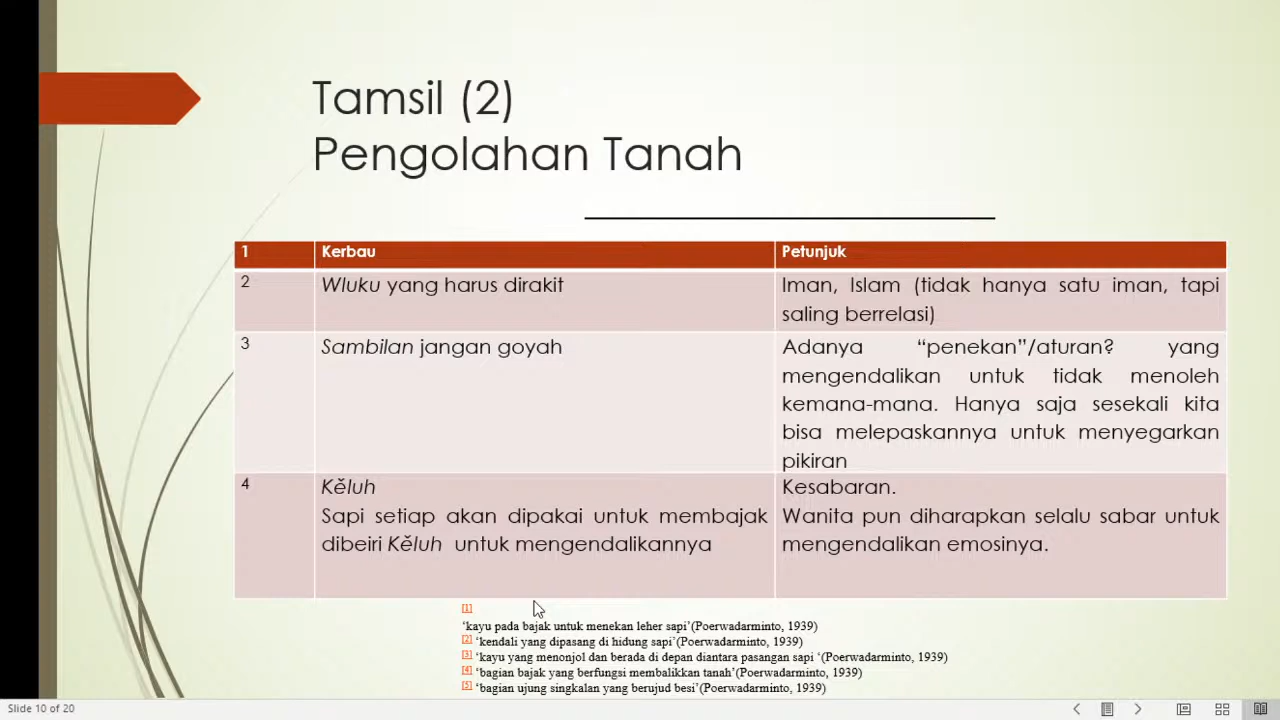 Tamsil (2)
Pengolahan Tanah
1 Kerbau Petunjuk
2 Wluku yang harus dirakit Iman, Islam (tidak hanya satu iman, tapi
saling berrelasi)
3 Sambilan jangan goyah Adanya “penekan”/aturan? yang
mengendalikan untuk tidak menoleh
kemana-mana. Hanya saja sesekali kita
bisa melepaskannya untuk menyegarkan
pikiran
4 Kĕluh Kesabaran.
Sapi setiap akan dipakai untuk membajak Wanita pun diharapkan selalu sabar untuk
dibeiri Kĕluh untuk mengendalikannya mengendalikan emosinya.
[1]
‘kayu pada bajak untuk menekan leher sapi’(Poerwadarminto, 1939)
[2] ‘kendali yang dipasang di hidung sapi’(Poerwadarminto, 1939)
[3] ‘kayu yang menonjol dan berada di depan diantara pasangan sapi ‘(Poerwadarminto, 1939)
[4] ‘bagian bajak yang berfungsi membalikkan tanah’(Poerwadarminto, 1939)
[5] ‘bagian ujung singkalan yang berujud besi’(Poerwadarminto, 1939)
Slide 10 of 20